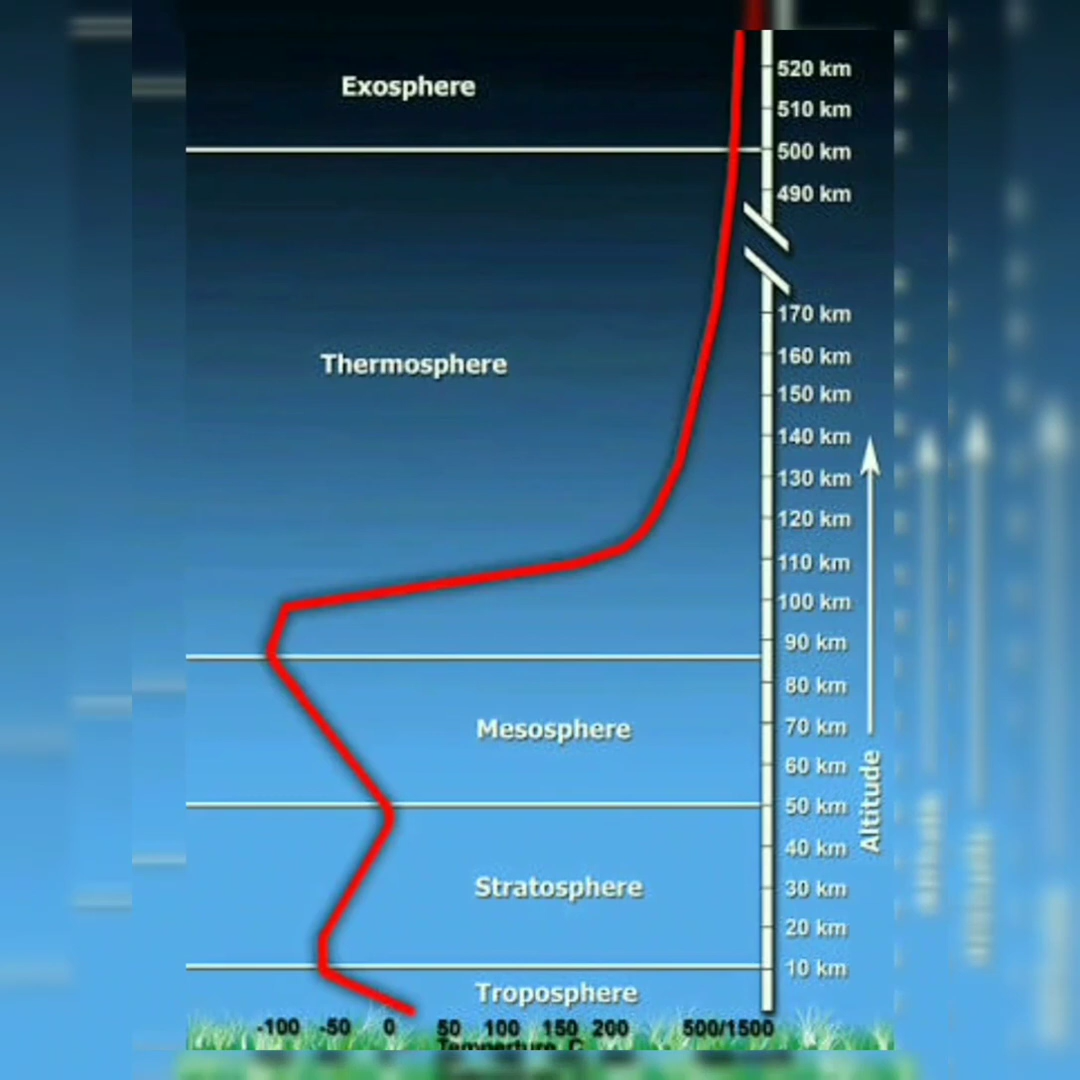 Exosphere
520 km
510 km
500 km
490 km
170 km
Thermosphere
160 km
150 km
140 km
130 km
120 km
110 km
100 km
90 km
80 km
Mesosphere
70 km
60 km
50 km
Altitude
40 km
Stratosphere
30 km
20 km
10 km
Troposphere
-100 -50 0 50 100 150 200 500/1500
Temperture C